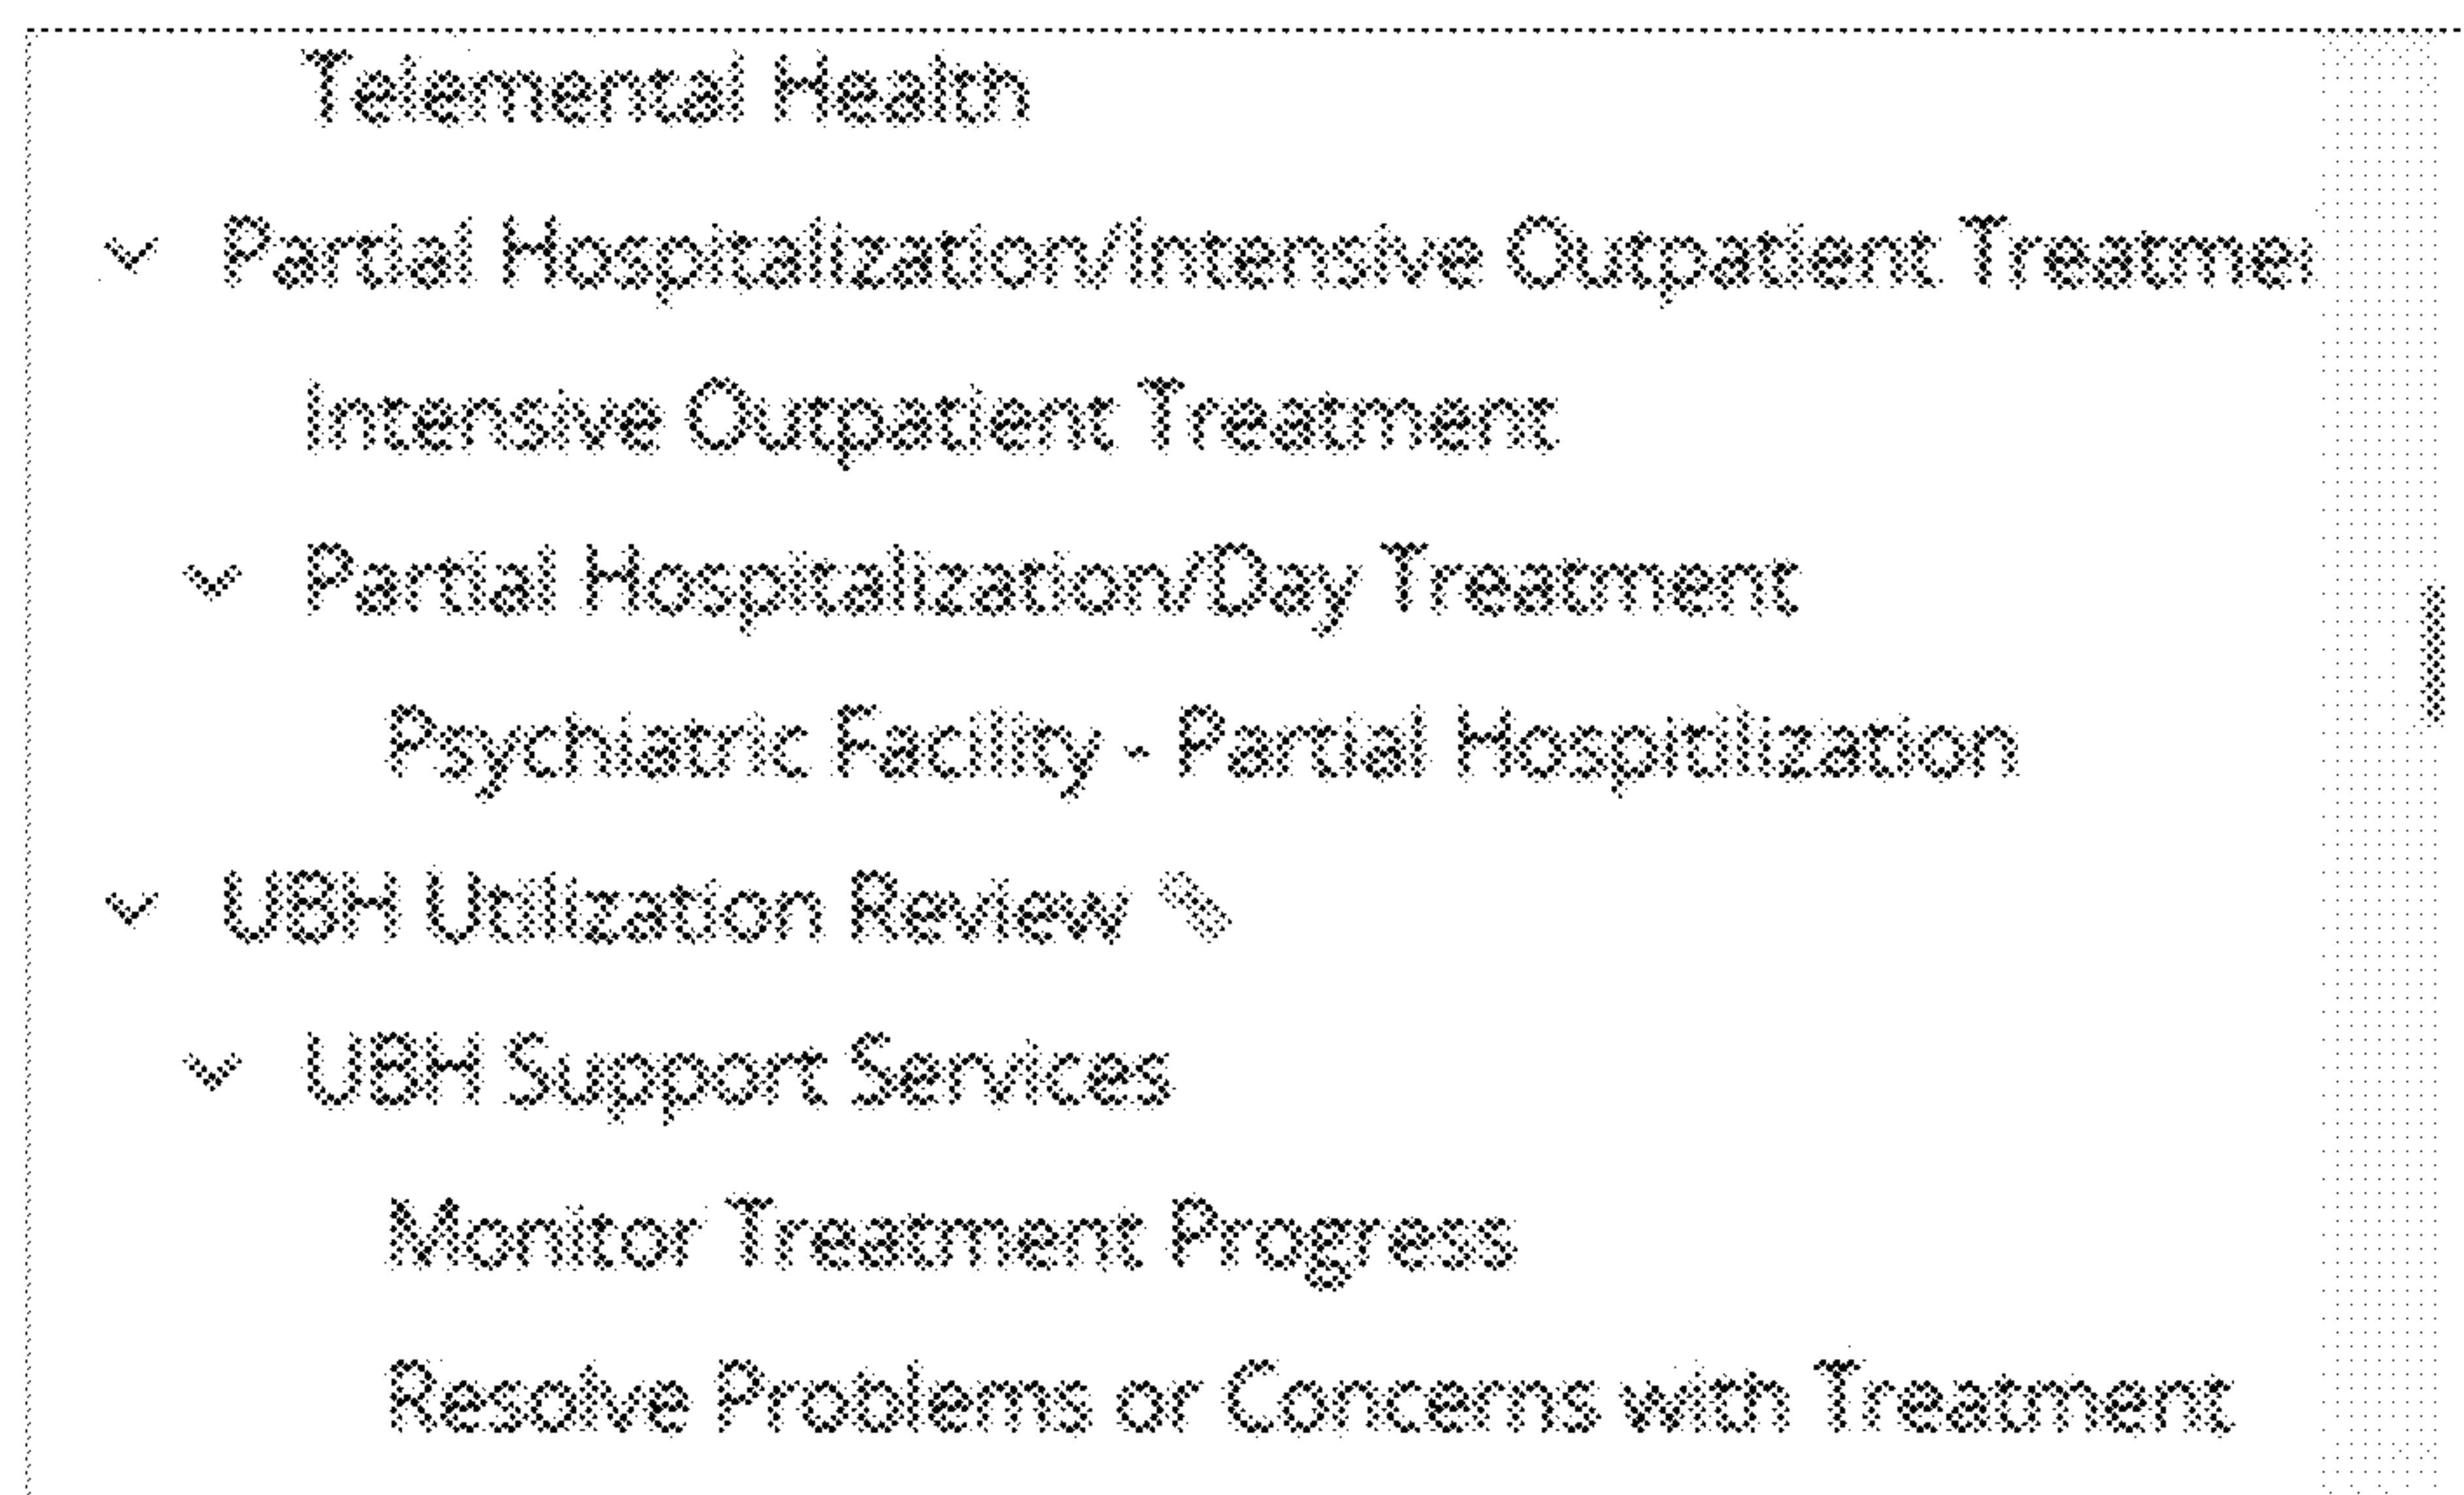 Telemental Health
Partial Hospitalization/Intensive Outpatient Treatmen
Intensive Outpatient Treatment
Partial Hospitalization/Day Treatment
Psychiatric Facility - Partial Hospitilization
UBH Utilization Review
UBH Support Services
Monitor Treatment Progress
Resolve Problems or Concerns with Treatment